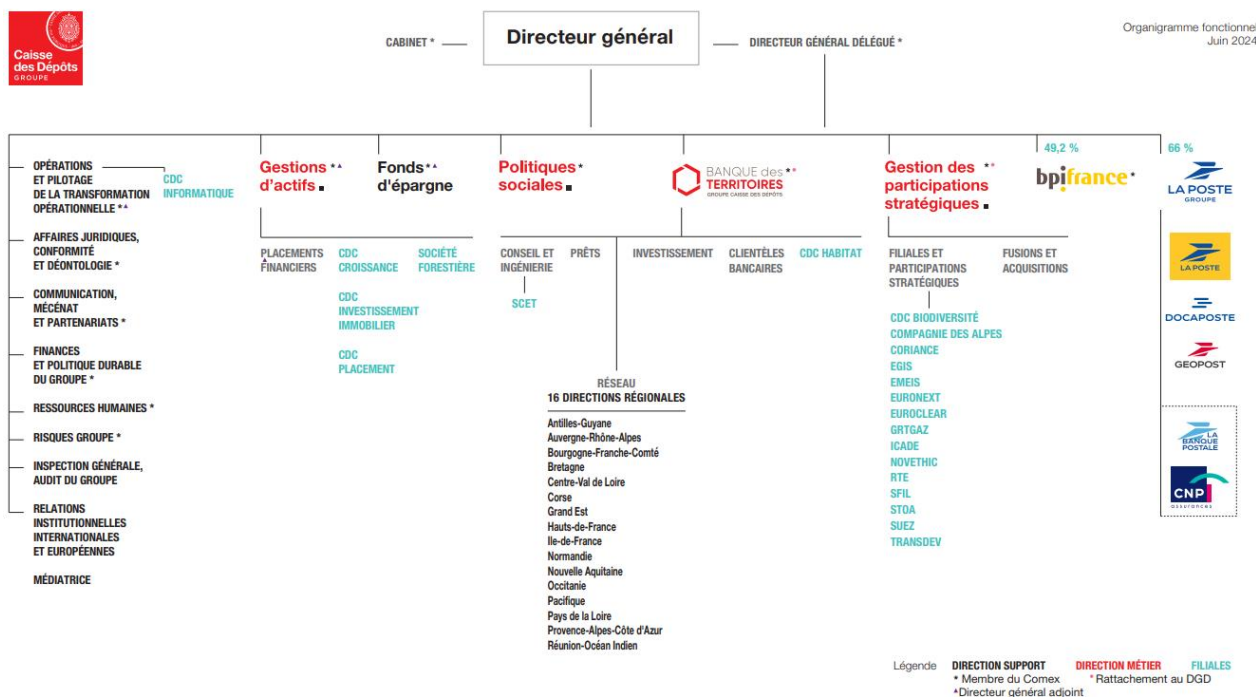 Caisse
des Dépôts
GROUPE
CABINET *
Directeur général
DIRECTEUR GÉNÉRAL DÉLÉGUÉ *
Organigramme fonctionnel
Juin 2024
OPÉRATIONS
ET PILOTAGE
DE LA TRANSFORMATION
OPÉRATIONNELLE *▲
CDC
INFORMATIQUE
AFFAIRES JURIDIQUES,
CONFORMITÉ
ET DÉONTOLOGIE *
COMMUNICATION,
MÉCÉNAT
ET PARTENARIATS *
FINANCES
ET POLITIQUE DURABLE
DU GROUPE *
RESSOURCES HUMAINES *
RISQUES GROUPE *
INSPECTION GÉNÉRALE,
AUDIT DU GROUPE
RELATIONS
INSTITUTIONNELLES
INTERNATIONALES
ET EUROPÉENNES
MÉDIATRICE
Gestions *▲
d'actifs ■
Fonds *▲
d'épargne
PLACEMENTS
▲FINANCIERS
CDC
CROISSANCE
SOCIÉTÉ
FORESTIÈRE
CDC
INVESTISSEMENT
IMMOBILIER
CDC
PLACEMENT
Politiques *
sociales ■
BANQUE des **
TERRITOIRES
GROUPE CAISSE DES DÉPÔTS
CONSEIL ET
INGÉNIERIE
SCET
PRÊTS
INVESTISSEMENT
CLIENTÈLES
BANCAIRES
CDC HABITAT
RÉSEAU
16 DIRECTIONS RÉGIONALES
Antilles-Guyane
Auvergne-Rhône-Alpes
Bourgogne-Franche-Comté
Bretagne
Centre-Val de Loire
Corse
Grand Est
Hauts-de-France
Ile-de-France
Normandie
Nouvelle Aquitaine
Occitanie
Pacifique
Pays de la Loire
Provence-Alpes-Côte d'Azur
Réunion-Océan Indien
Gestion des **
participations
stratégiques ■
FILIALES ET
PARTICIPATIONS
STRATÉGIQUES
FUSIONS ET
ACQUISITIONS
CDC BIODIVERSITÉ
COMPAGNIE DES ALPES
CORIANCE
EGIS
EMEIS
EURONEXT
EUROCLEAR
GRTGAZ
ICADE
NOVETHIC
RTE
SFIL
STOA
SUEZ
TRANSDEV
49,2 %
bpifrance *
66 %
LA POSTE
GROUPE
LA POSTE
DOCAPOSTE
GEOPOST
LA
BANQUE
POSTALE
CNP
assurances
Légende DIRECTION SUPPORT DIRECTION MÉTIER FILIALES
* Membre du Comex * Rattachement au DGD
▲Directeur général adjoint